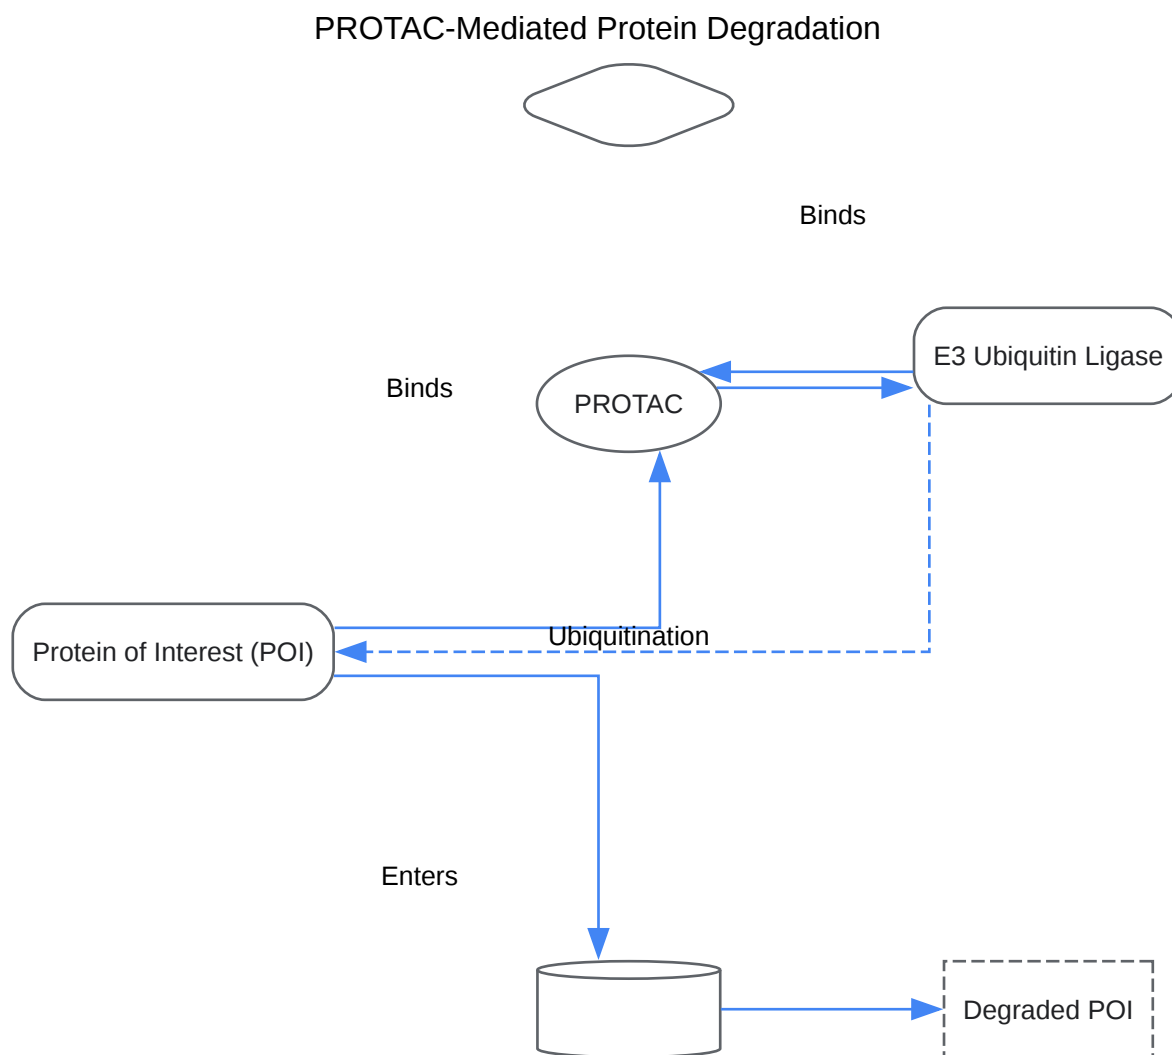 PROTAC-Mediated Protein Degradation
Binds
E3 Ubiquitin Ligase
Binds
PROTAC
Ubiquitination
Protein of Interest (POI)
Enters
Degraded POI